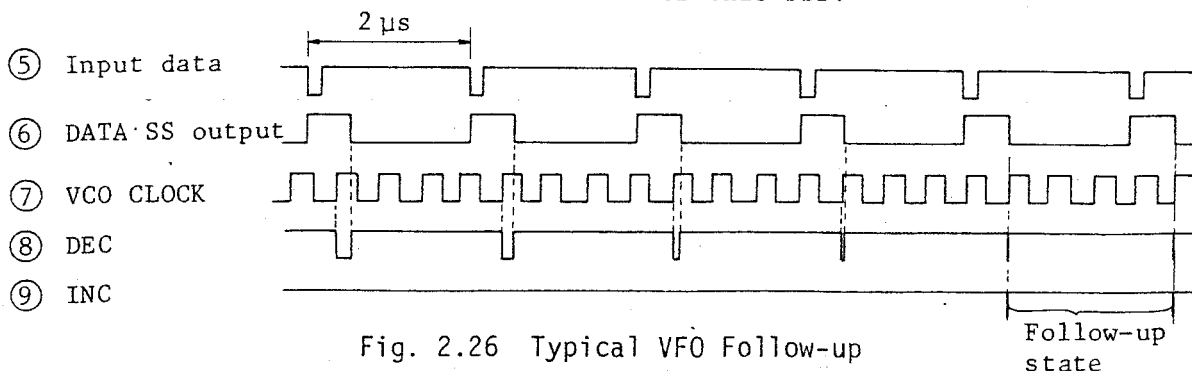 2 μs
⑤ Input data
⑥ DATA SS output
⑦ VCO CLOCK
⑧ DEC
⑨ INC
Follow-up
state
Fig. 2.26 Typical VFO Follow-up